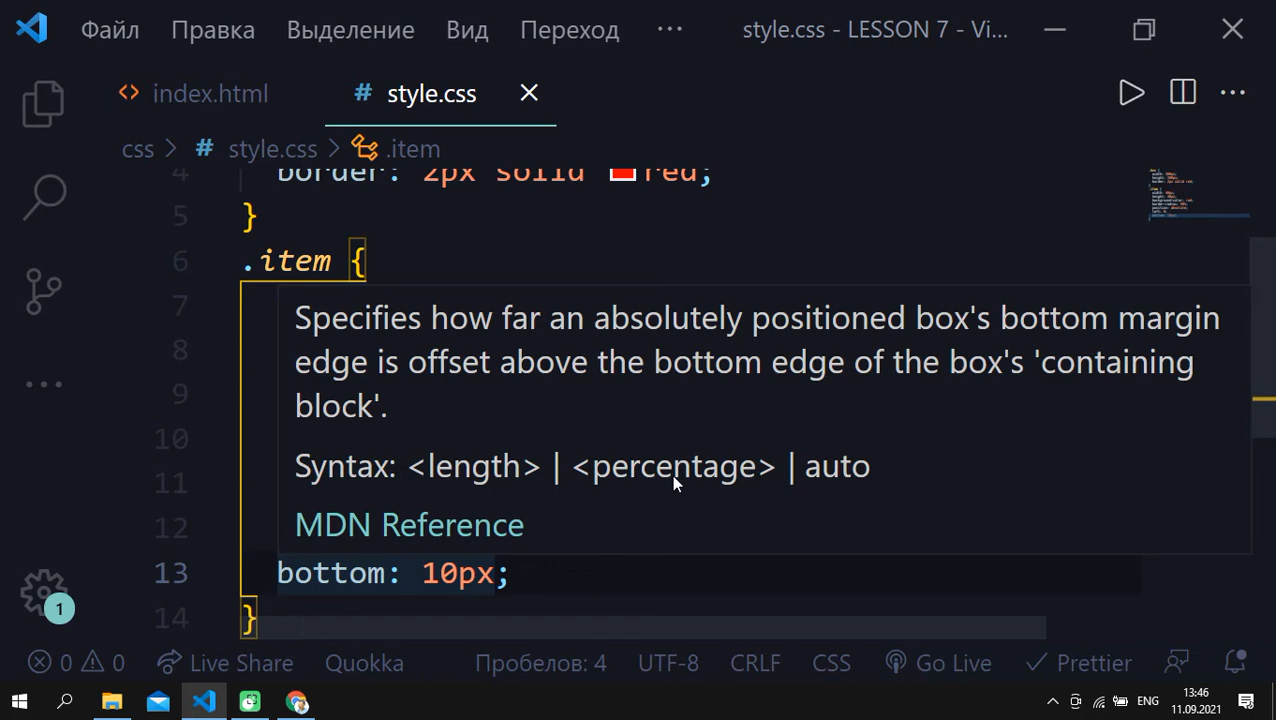 Файл Правка Выделение Вид Переход ··· style.css - LESSON 7 - Vi...
<> index.html # style.css
css > # style.css > .item
4 border: 2px solid red;
5 }
6 .item {
7
Specifies how far an absolutely positioned box's bottom margin
8
edge is offset above the bottom edge of the box's 'containing
9
block'.
10
Syntax: <length> | <percentage> | auto
11
MDN Reference
12
13 bottom: 10px;
14 }
1
0 0 Live Share Quokka Пробелов: 4 UTF-8 CRLF CSS Go Live Prettier
ENG 13:46
11.09.2021